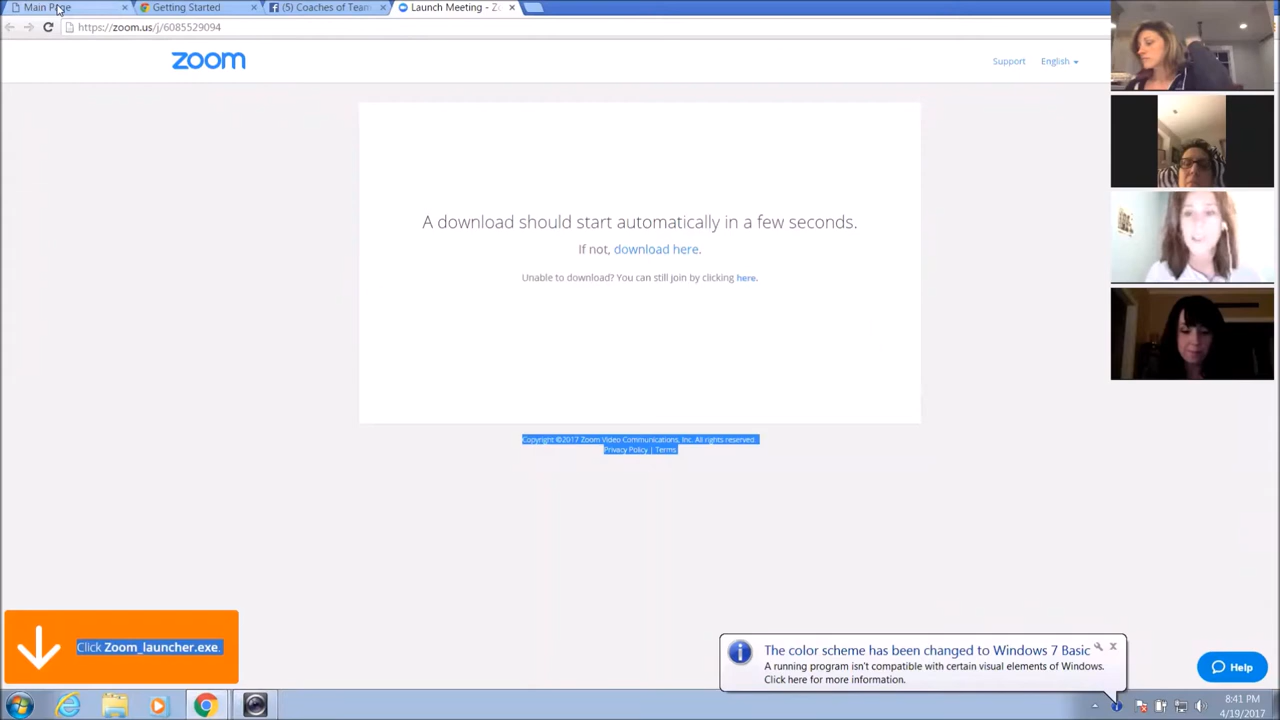 Main Page
Getting Started
(5) Coaches of Team
Launch Meeting - Zo
https://zoom.us/j/6085529094
zoom
Support
English
A download should start automatically in a few seconds.
If not, download here.
Unable to download? You can still join by clicking here.
Copyright ©2017 Zoom Video Communications, Inc. All rights reserved.
Privacy Policy | Terms
Click Zoom_launcher.exe.
The color scheme has been changed to Windows 7 Basic
A running program isn't compatible with certain visual elements of Windows.
Click here for more information.
Help
8:41 PM
4/19/2017